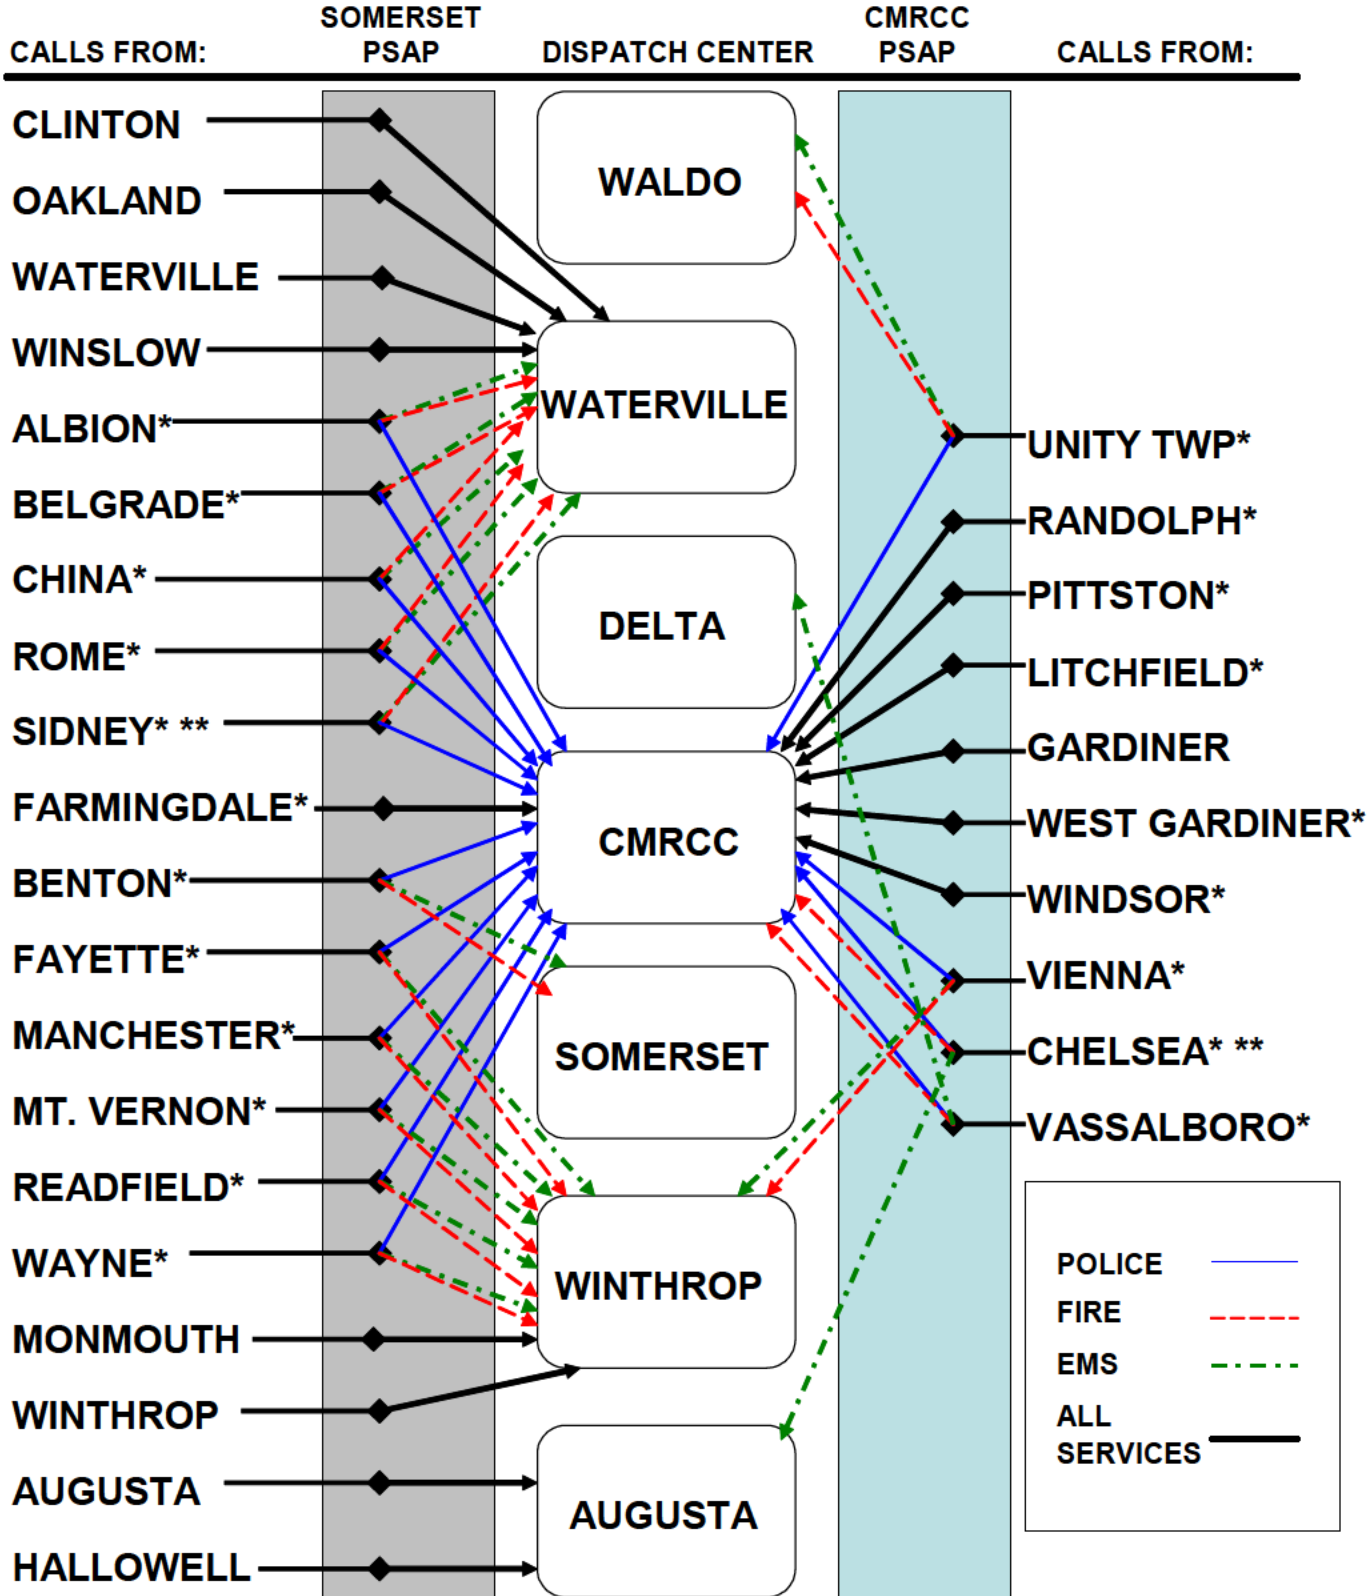 SOMERSET
PSAP
CMRCC
PSAP
CALLS FROM:
DISPATCH CENTER
CALLS FROM:
CLINTON
OAKLAND
WATERVILLE
WINSLOW
ALBION*
BELGRADE*
CHINA*
ROME*
SIDNEY* **
FARMINGDALE*
BENTON*
FAYETTE*
MANCHESTER*
MT. VERNON*
READFIELD*
WAYNE*
MONMOUTH
WINTHROP
AUGUSTA
HALLOWELL
WALDO
WATERVILLE
DELTA
CMRCC
SOMERSET
WINTHROP
AUGUSTA
UNITY TWP*
RANDOLPH*
PITTSTON*
LITCHFIELD*
GARDINER
WEST GARDINER*
WINDSOR*
VIENNA*
CHELSEA* **
VASSALBORO*
POLICE
FIRE
EMS
ALL
SERVICES